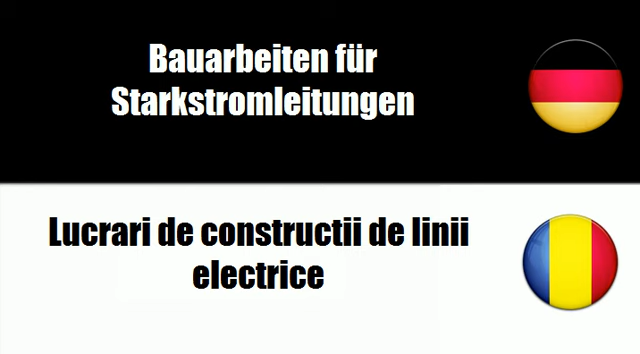 Bauarbeiten für
Starkstromleitungen
Lucrari de constructii de linii
electrice